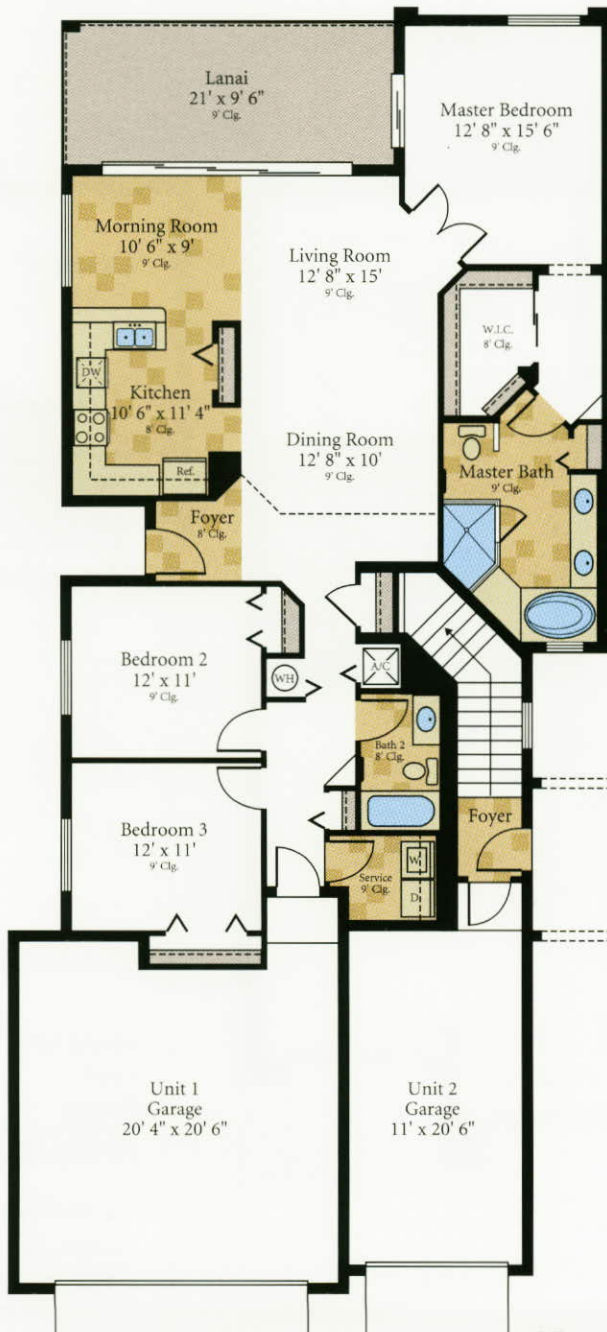 Lanai
21' x 9' 6"
9' Clg.
Master Bedroom
12' 8" x 15' 6"
9' Clg.
Morning Room
10' 6" x 9'
9' Clg.
Living Room
12' 8" x 15'
9' Clg.
W.I.C.
8' Clg.
DW
Kitchen
10' 6" x 11' 4"
8' Clg.
Ref.
Dining Room
12' 8" x 10'
9' Clg.
Master Bath
9' Clg.
Foyer
8' Clg.
Bedroom 2
12' x 11'
9' Clg.
WH
A/C
Bath 2
8' Clg.
Bedroom 3
12' x 11'
9' Clg.
Foyer
Service
9' Clg.
W
D
Unit 1
Garage
20' 4" x 20' 6"
Unit 2
Garage
11' x 20' 6"